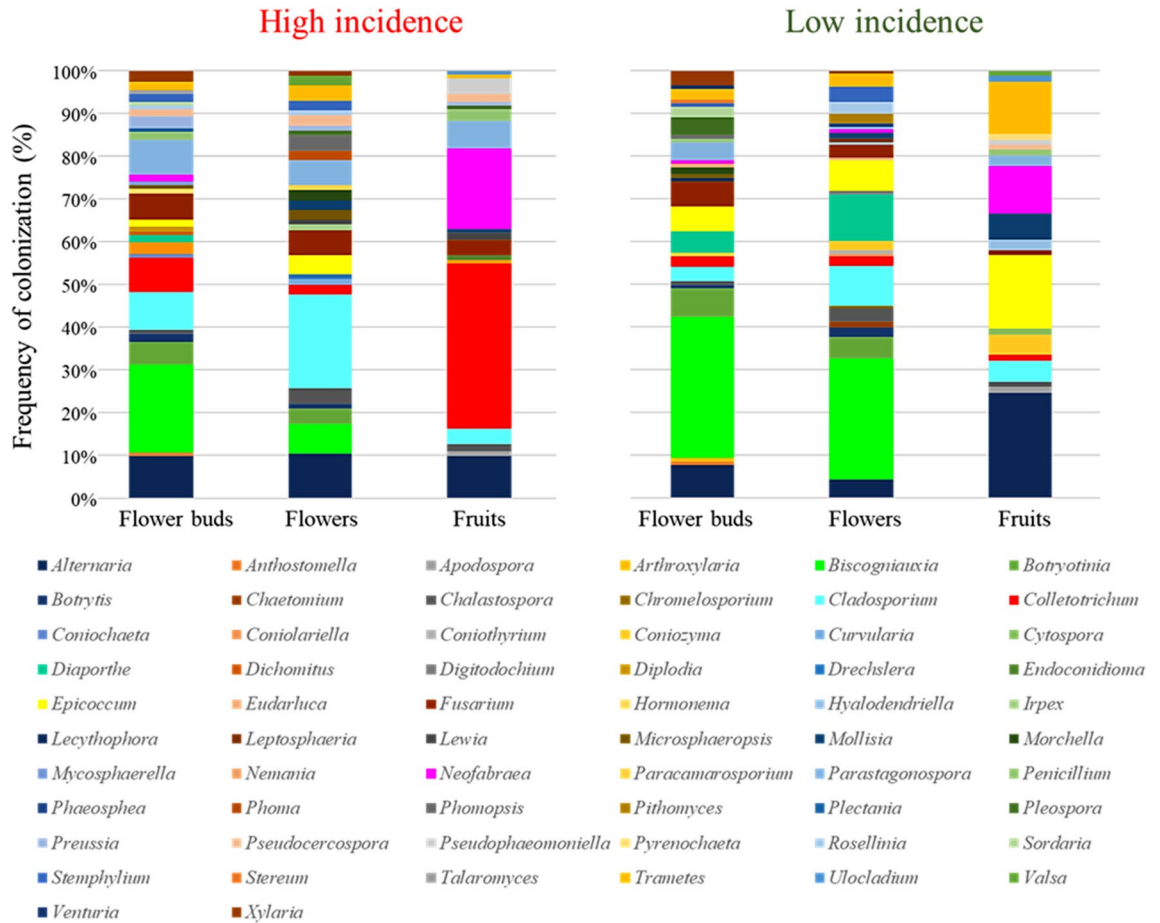 High incidence Low incidence
Frequency of colonization (%)
100%
90%
80%
70%
60%
50%
40%
30%
20%
10%
0%
Flower buds Flowers Fruits Flower buds Flowers Fruits
Alternaria Anthostomella Apodospora Arthroxylaria Biscogniauxia Botryotinia
Botrytis Chaetomium Chalastospora Chromelosporium Cladosporium Colletotrichum
Coniochaeta Coniolariella Coniothyrium Coniozyma Curvularia Cytospora
Diaporthe Dichomitus Digitodochium Diplodia Drechslera Endoconidioma
Epicoccum Eudarluca Fusarium Hormonema Hyalodendriella Irpex
Lecythophora Leptosphaeria Lewia Microsphaeropsis Mollisia Morchella
Mycosphaerella Nemania Neofabraea Paracamarosporium Parastagonospora Penicillium
Phaeosphea Phoma Phomopsis Pithomyces Plectania Pleospora
Preussia Pseudocercospora Pseudophaeomoniella Pyrenochaeta Rosellinia Sordaria
Stemphylium Stereum Talaromyces Trametes Ulocladium Valsa
Venturia Xylaria